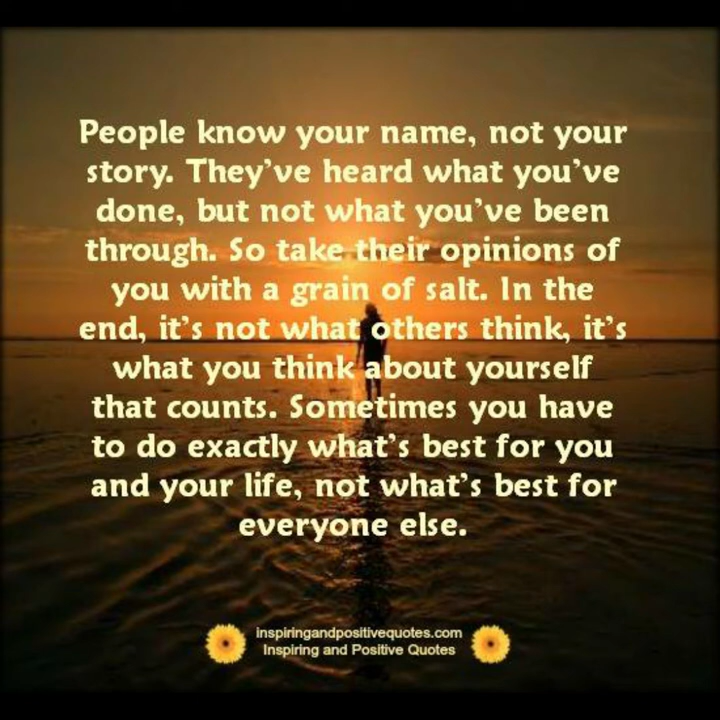 People know your name, not your
story. They've heard what you've
done, but not what you've been
through. So take their opinions of
you with a grain of salt. In the
end, it's not what others think, it's
what you think about yourself
that counts. Sometimes you have
to do exactly what's best for you
and your life, not what's best for
everyone else.
inspiringandpositivequotes.com
Inspiring and Positive Quotes